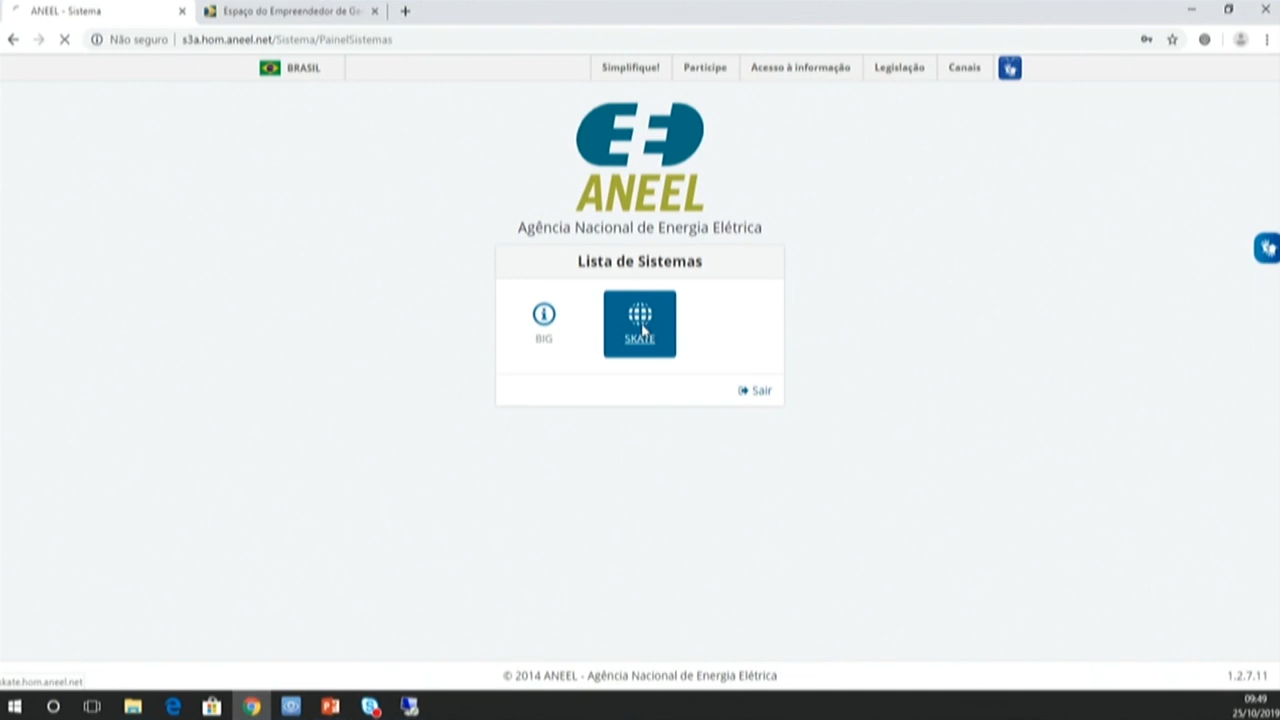 ANEEL - Sistema
Espaço do Empreendedor de Ge
Não seguro | s3a.hom.aneel.net/Sistema/PainelSistemas
BRASIL
Simplifique!
Participe
Acesso à informação
Legislação
Canais
ANEEL
Agência Nacional de Energia Elétrica
Lista de Sistemas
BIG
SKATE
Sair
© 2014 ANEEL - Agência Nacional de Energia Elétrica
1.2.7.11
skate.hom.aneel.net
09:49
25/10/2019